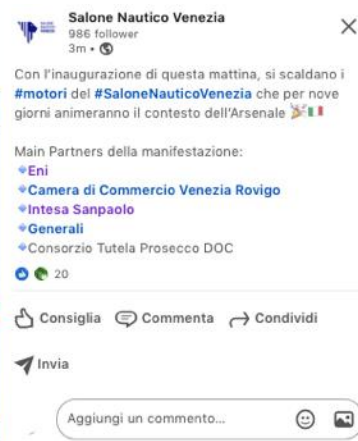 Salone Nautico Venezia
986 follower
3m •
Con l'inaugurazione di questa mattina, si scaldano i
#motori del #SaloneNauticoVenezia che per nove
giorni animeranno il contesto dell'Arsenale 🎉🇮🇹
Main Partners della manifestazione:
🔹Eni
🔹Camera di Commercio Venezia Rovigo
🔹Intesa Sanpaolo
🔹Generali
🔹Consorzio Tutela Prosecco DOC
20
Consiglia Commenta Condividi
Invia
Aggiungi un commento...